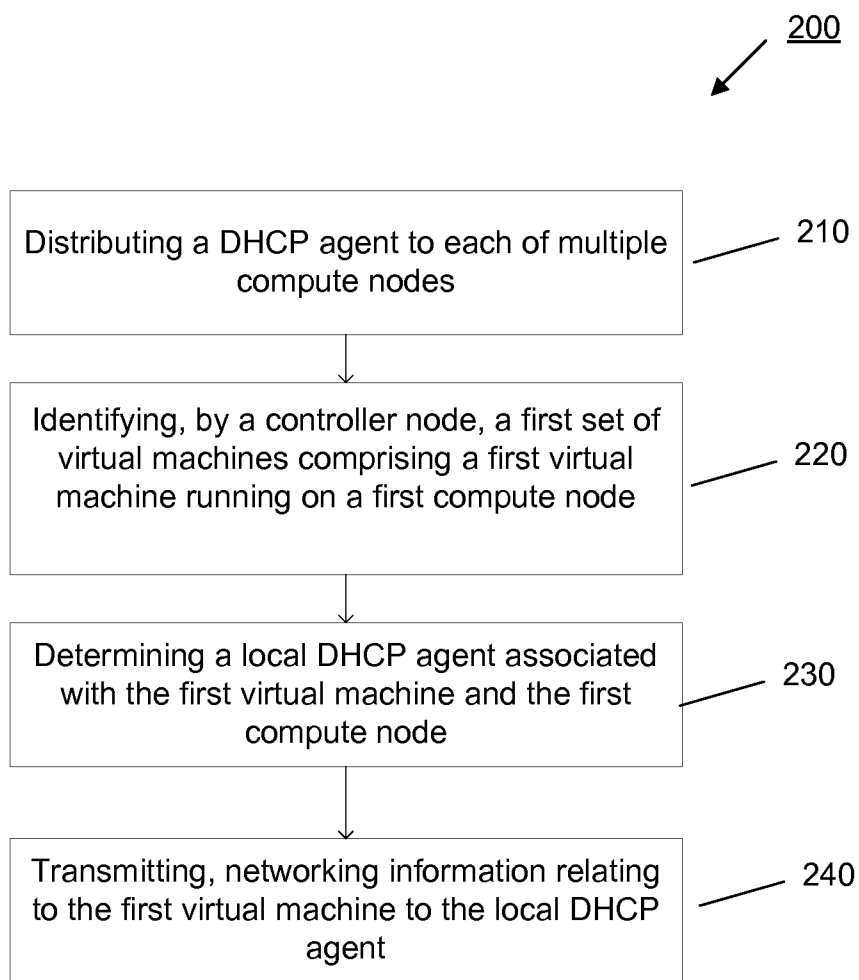 200
Distributing a DHCP agent to each of multiple
compute nodes
210
Identifying, by a controller node, a first set of
virtual machines comprising a first virtual
machine running on a first compute node
220
Determining a local DHCP agent associated
with the first virtual machine and the first
compute node
230
Transmitting, networking information relating
to the first virtual machine to the local DHCP
agent
240